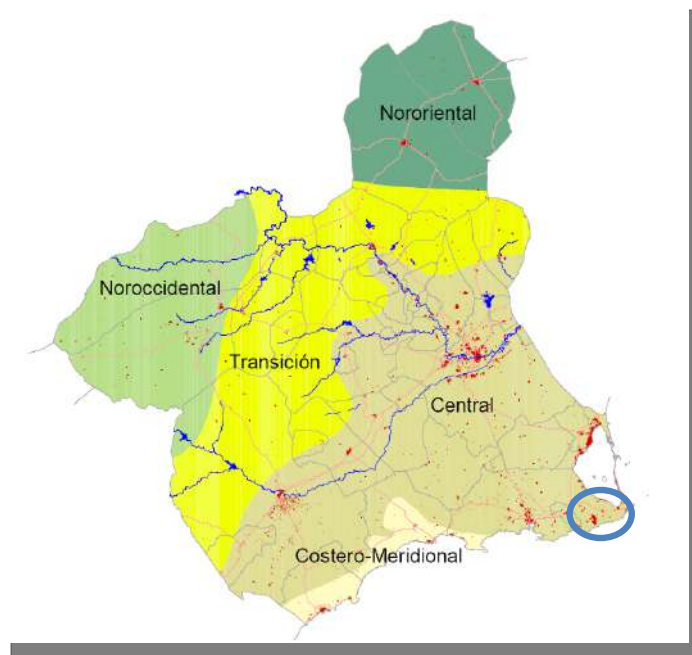 Nororiental
Noroccidental
Transición
Central
Costero-Meridional